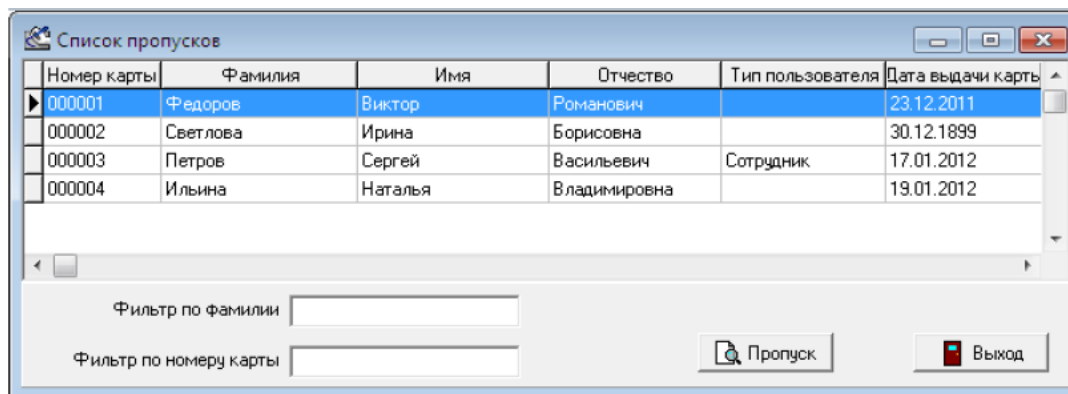 Список пропусков
Номер карты Фамилия Имя Отчество Тип пользователя Дата выдачи карты
000001 Федоров Виктор Романович 23.12.2011
000002 Светлова Ирина Борисовна 30.12.1899
000003 Петров Сергей Васильевич Сотрудник 17.01.2012
000004 Ильина Наталья Владимировна 19.01.2012
Фильтр по фамилии
Фильтр по номеру карты Пропуск Выход